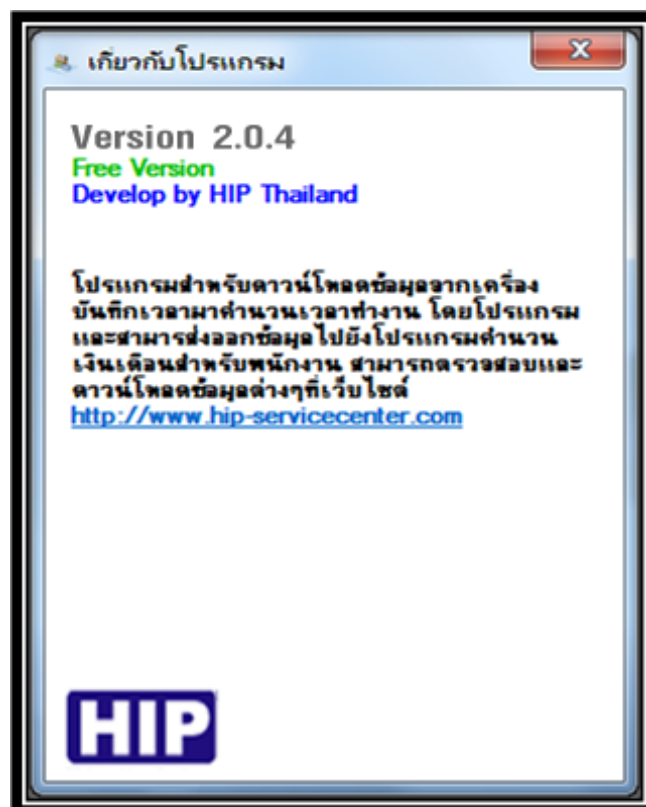 เกี่ยวกับโปรแกรม
Version 2.0.4
Free Version
Develop by HIP Thailand
โปรแกรมสำหรับดาวน์โหลดข้อมูลจากเครื่อง
บันทึกเวลามาคำนวนเวลาทำงาน โดยโปรแกรม
และสามารส่งออกข้อมูลไปยังโปรแกรมคำนวน
เงินเดือนสำหรับพนักงาน สามารถตรวจสอบและ
ดาวน์โหลดข้อมูลต่างๆที่เว็บไซต์
http://www.hip-servicecenter.com
HIP